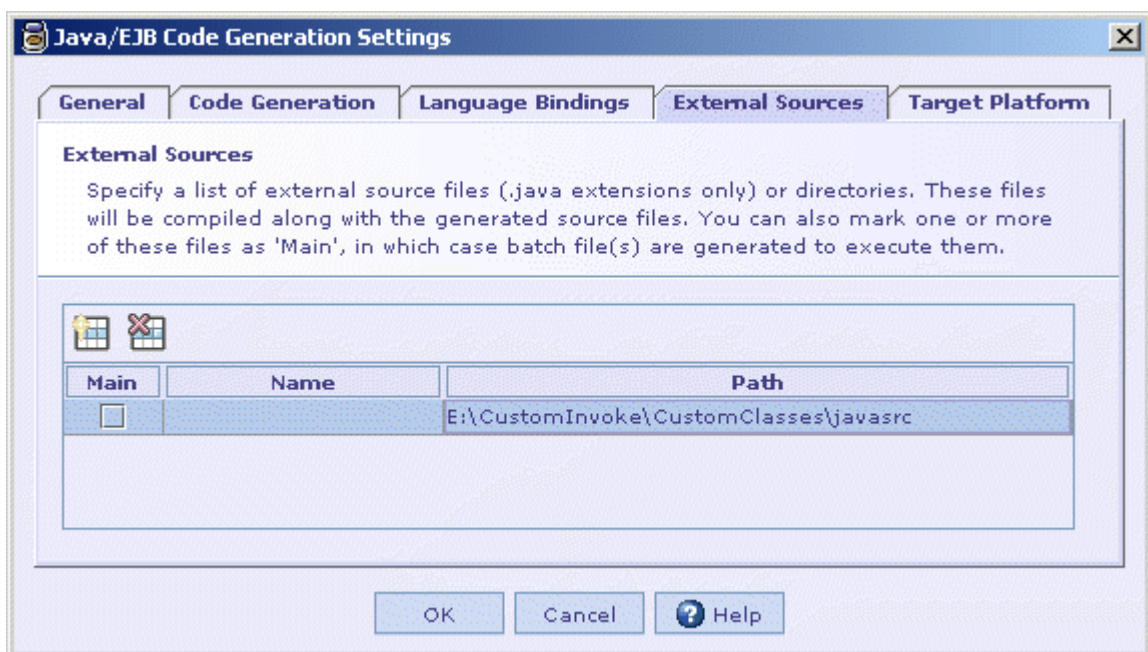 Java/EJB Code Generation Settings
General Code Generation Language Bindings External Sources Target Platform
External Sources
Specify a list of external source files (.java extensions only) or directories. These files
will be compiled along with the generated source files. You can also mark one or more
of these files as 'Main', in which case batch file(s) are generated to execute them.
Main Name Path
E:\CustomInvoke\CustomClasses\javasrc
OK Cancel Help